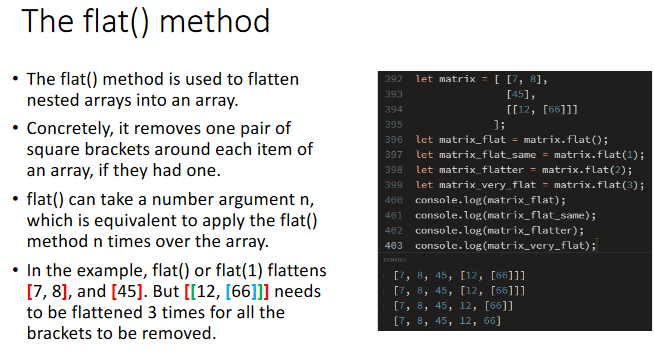 The flat() method
• The flat() method is used to flatten
nested arrays into an array.
• Concretely, it removes one pair of
square brackets around each item of
an array, if they had one.
• flat() can take a number argument n,
which is equivalent to apply the flat()
method n times over the array.
• In the example, flat() or flat(1) flattens
[7, 8], and [45]. But [[12, [66]]] needs
to be flattened 3 times for all the
brackets to be removed.
392 let matrix = [ [7, 8],
393 [45],
394 [[12, [66]]]
395 ];
396 let matrix_flat = matrix.flat();
397 let matrix_flat_same = matrix.flat(1);
398 let matrix_flatter = matrix.flat(2);
399 let matrix_very_flat = matrix.flat(3);
400 console.log(matrix_flat);
401 console.log(matrix_flat_same);
402 console.log(matrix_flatter);
403 console.log(matrix_very_flat);
CONSOLE
[7, 8, 45, [12, [66]]]
[7, 8, 45, [12, [66]]]
[7, 8, 45, 12, [66]]
[7, 8, 45, 12, 66]